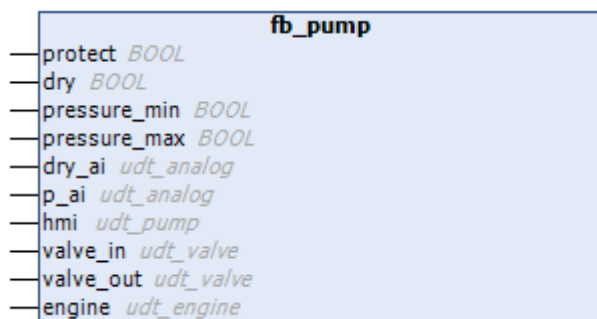 fb_pump
protect BOOL
dry BOOL
pressure_min BOOL
pressure_max BOOL
dry_ai udt_analog
p_ai udt_analog
hmi udt_pump
valve_in udt_valve
valve_out udt_valve
engine udt_engine